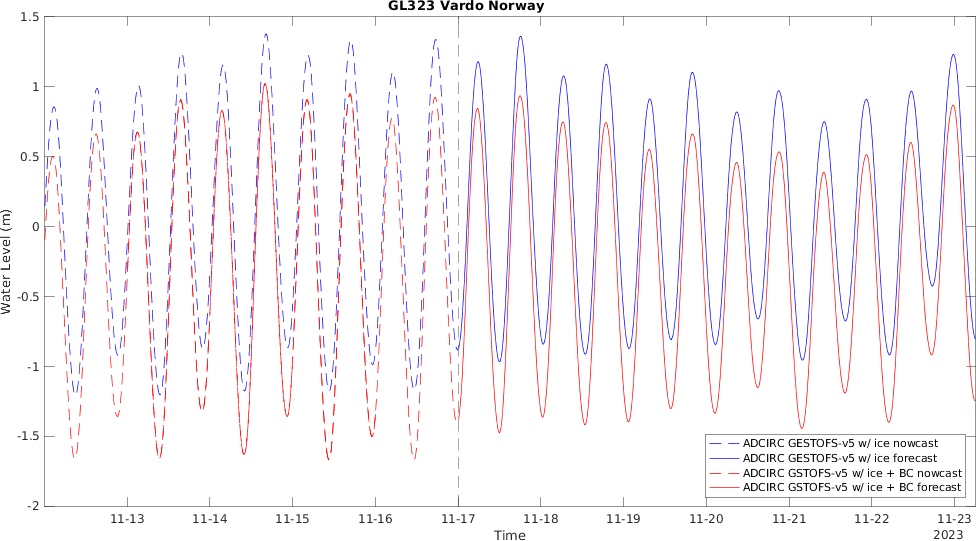 GL323 Vardo Norway
1.5
1
0.5
0
-0.5
-1
-1.5
-2
Water Level (m)
11-13 11-14 11-15 11-16 11-17 11-18 11-19 11-20 11-21 11-22 11-23
Time
2023
ADCIRC GESTOFS-v5 w/ ice nowcast
ADCIRC GESTOFS-v5 w/ ice forecast
ADCIRC GSTOFS-v5 w/ ice + BC nowcast
ADCIRC GSTOFS-v5 w/ ice + BC forecast